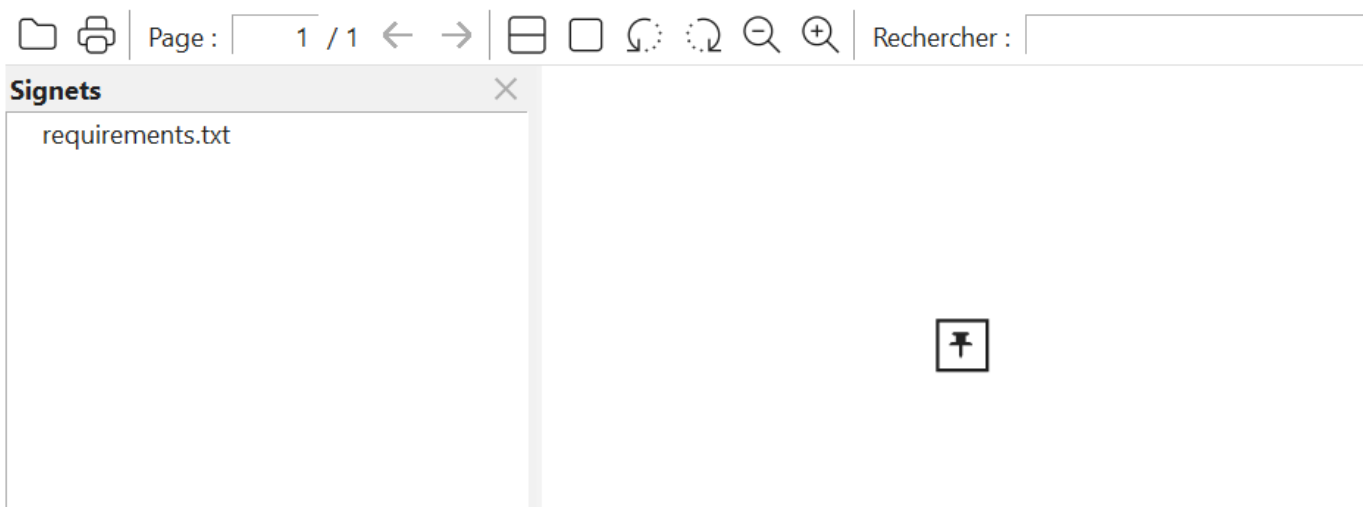 Page : 1 / 1 Rechercher :
Signets
requirements.txt